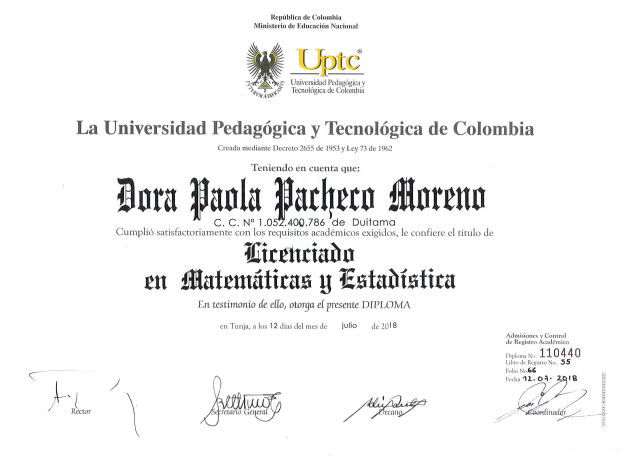 República de Colombia
Ministerio de Educación Nacional
Uptc®
Universidad Pedagógica y
Tecnológica de Colombia
La Universidad Pedagógica y Tecnológica de Colombia
Creada mediante Decreto 2655 de 1953 y Ley 73 de 1962
Teniendo en cuenta que:
Dora Paola Pacheco Moreno
C. C. Nº 1.052.400.786 de Duitama
Cumplió satisfactoriamente con los requisitos académicos exigidos, le confiere el título de
Licenciado
en Matemáticas y Estadística
En testimonio de ello, otorga el presente DIPLOMA
en Tunja, a los 12 días del mes de julio de 2018
Admisiones y Control
de Registro Académico
Diploma No. 110440
Libro de Registro No. 35
Folio No. 66
Fecha 12-07-2018
Rector
Secretario General
Decano
Coordinador